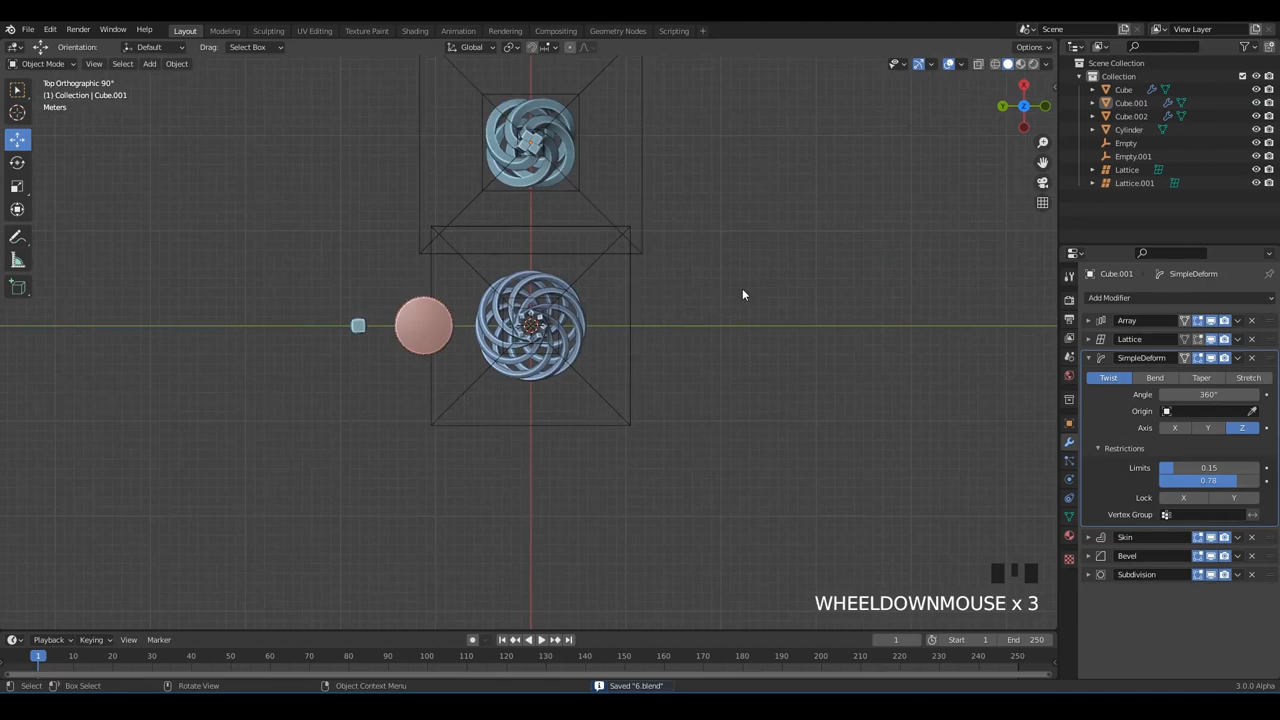 File Edit Render Window Help Layout Modeling Sculpting UV Editing Texture Paint Shading Animation Rendering Compositing Geometry Nodes Scripting + Scene View Layer
Orientation: Default Drag: Select Box Global Options
Object Mode View Select Add Object
Top Orthographic 90°
(1) Collection | Cube.001
Meters
X
Y
Z
Scene Collection
Collection
Cube
Cube.001
Cube.002
Cylinder
Empty
Empty.001
Lattice
Lattice.001
Cube.001 > SimpleDeform
Add Modifier
Array
Lattice
SimpleDeform
Twist Bend Taper Stretch
Angle 360°
Origin
Axis X Y Z
Restrictions
Limits 0.15
0.78
Lock X Y
Vertex Group
Skin
Bevel
Subdivision
WHEELDOWNMOUSE x 3
Playback Keying View Marker 1 Start 1 End 250
1 10 20 30 40 50 60 70 80 90 100 110 120 130 140 150 160 170 180 190 200 210 220 230 240 250
Select Box Select Rotate View Object Context Menu Saved "6.blend" 3.0.0 Alpha